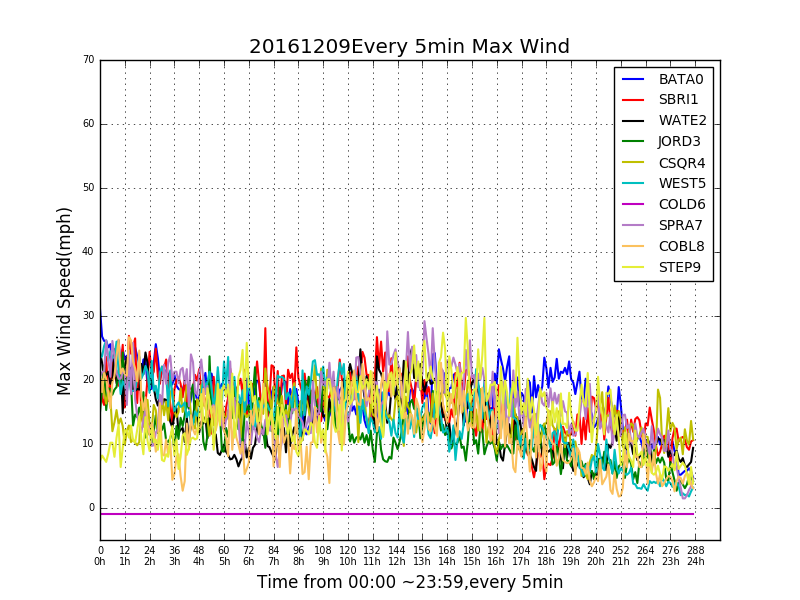 20161209Every 5min Max Wind
70
60
50
40
30
20
10
0
Max Wind Speed(mph)
BATA0
SBRI1
WATE2
JORD3
CSQR4
WEST5
COLD6
SPRA7
COBL8
STEP9
0 12 24 36 48 60 72 84 96 108 120 132 144 156 168 180 192 204 216 228 240 252 264 276 288
0h 1h 2h 3h 4h 5h 6h 7h 8h 9h 10h 11h 12h 13h 14h 15h 16h 17h 18h 19h 20h 21h 22h 23h 24h
Time from 00:00 ~23:59,every 5min